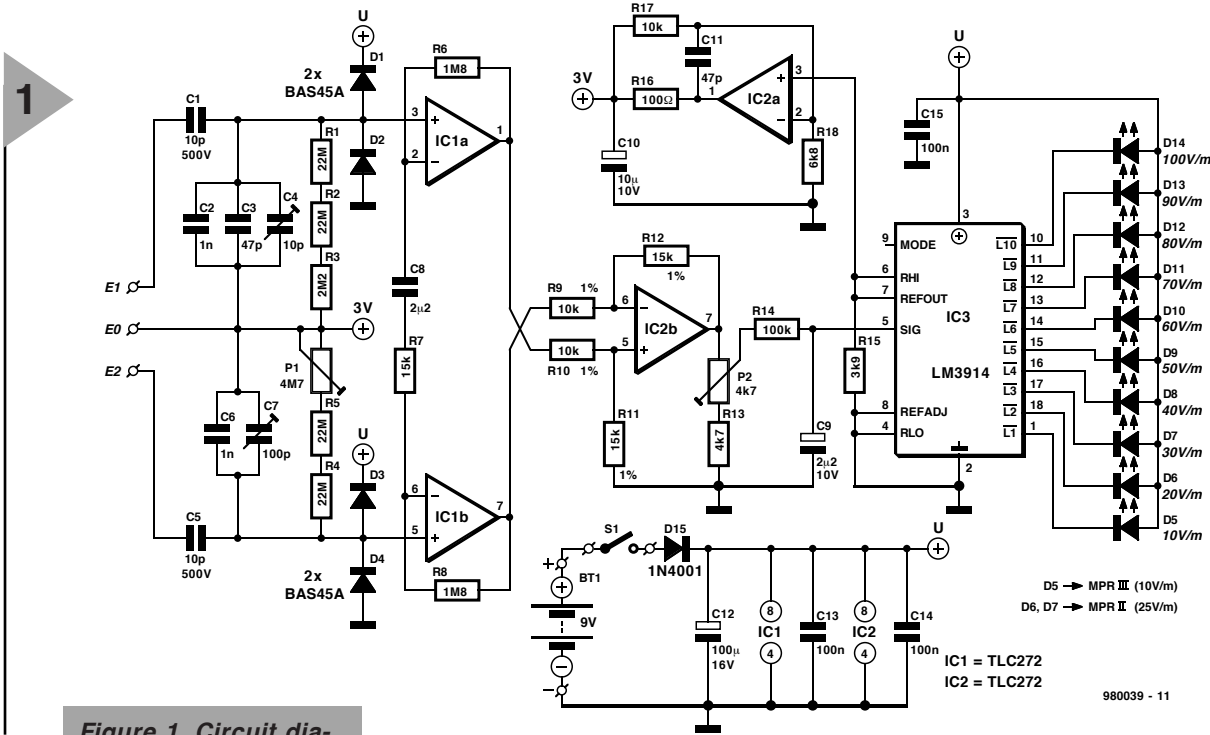 1
U
D1
2x
BAS45A
C1
10p
500V
R1
22M
D2
R2
22M
C2
1n
C3
47p
C4
10p
R3
2M2
E1
E0
3V
E2
P1
4M7
C6
1n
C7
100p
R5
22M
R4
22M
U
D3
C5
10p
500V
D4
2x
BAS45A
R6
1M8
3
+
2
–
IC1a
1
C8
2µ2
R7
15k
6
–
5
+
IC1b
7
R8
1M8
R17
10k
C11
47p
3V
R16
100Ω
1
IC2a
+
3
–
2
C10
10µ
10V
R18
6k8
R12
15k
1%
R9
1%
10k
6
–
IC2b
7
10k
5
+
R10
1%
R14
100k
P2
4k7
R11
15k
1%
R13
4k7
C9
2µ2
10V
R15
3k9
U
C15
100n
3
9
MODE
6
RHI
7
REFOUT
5
SIG
IC3
LM3914
8
REFADJ
4
RLO
2
L10
10
L9
11
L8
12
L7
13
L6
14
L5
15
L4
16
L3
17
L2
18
L1
1
D14
100V/m
D13
90V/m
D12
80V/m
D11
70V/m
D10
60V/m
D9
50V/m
D8
40V/m
D7
30V/m
D6
20V/m
D5
10V/m
S1
D15
1N4001
U
+
BT1
9V
–
C12
100µ
16V
8
IC1
4
C13
100n
8
IC2
4
C14
100n
D5 → MPR III (10V/m)
D6, D7 → MPR II (25V/m)
IC1 = TLC272
IC2 = TLC272
980039 - 11
Figure 1. Circuit dia-